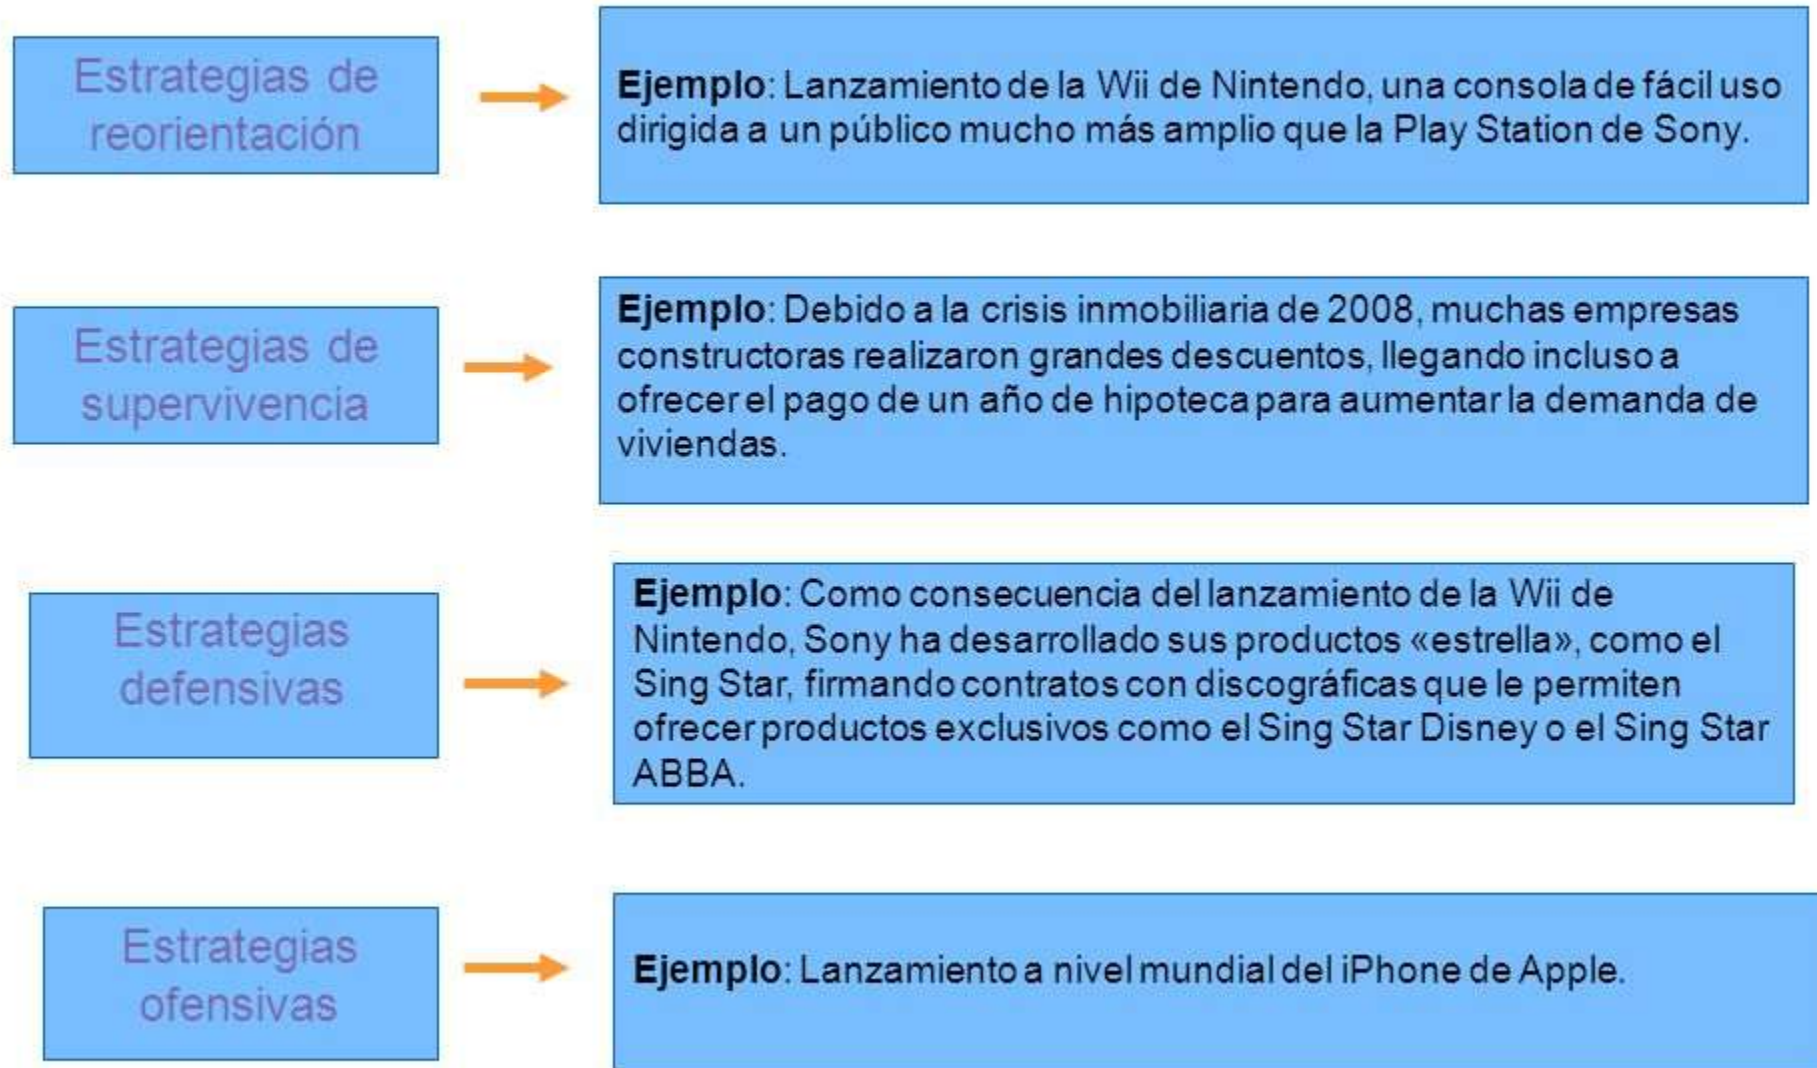 Estrategias de
reorientación
Ejemplo: Lanzamiento de la Wii de Nintendo, una consola de fácil uso
dirigida a un público mucho más amplio que la Play Station de Sony.
Estrategias de
supervivencia
Ejemplo: Debido a la crisis inmobiliaria de 2008, muchas empresas
constructoras realizaron grandes descuentos, llegando incluso a
ofrecer el pago de un año de hipoteca para aumentar la demanda de
viviendas.
Estrategias
defensivas
Ejemplo: Como consecuencia del lanzamiento de la Wii de
Nintendo, Sony ha desarrollado sus productos «estrella», como el
Sing Star, firmando contratos con discográficas que le permiten
ofrecer productos exclusivos como el Sing Star Disney o el Sing Star
ABBA.
Estrategias
ofensivas
Ejemplo: Lanzamiento a nivel mundial del iPhone de Apple.